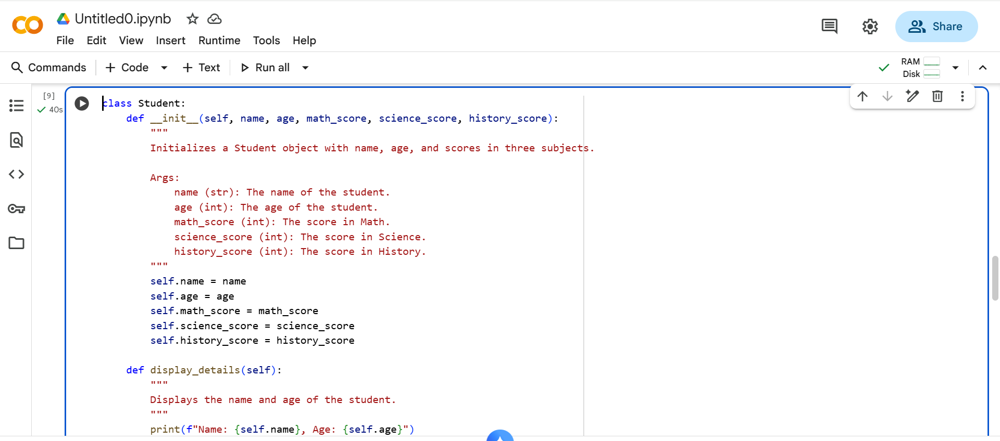 Untitled0.ipynb
File Edit View Insert Runtime Tools Help
Share
Commands + Code + Text Run all
RAM
Disk
[9]
40s
class Student:
    def __init__(self, name, age, math_score, science_score, history_score):
        """
        Initializes a Student object with name, age, and scores in three subjects.

        Args:
            name (str): The name of the student.
            age (int): The age of the student.
            math_score (int): The score in Math.
            science_score (int): The score in Science.
            history_score (int): The score in History.
        """
        self.name = name
        self.age = age
        self.math_score = math_score
        self.science_score = science_score
        self.history_score = history_score

    def display_details(self):
        """
        Displays the name and age of the student.
        """
        print(f"Name: {self.name}, Age: {self.age}")